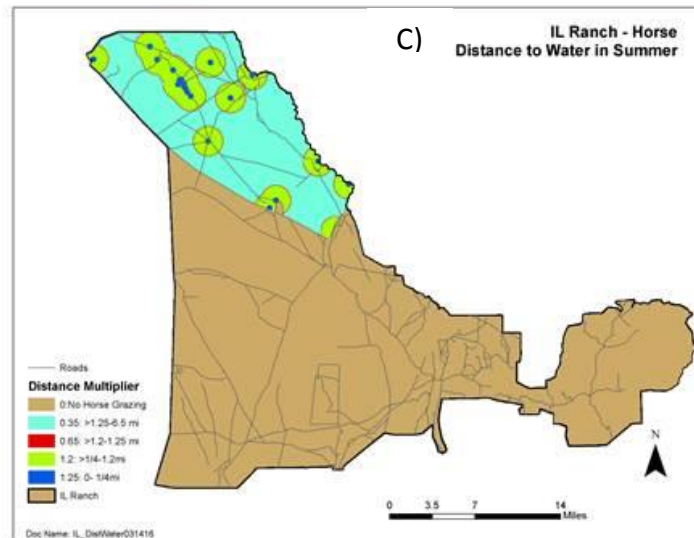 C)
IL Ranch - Horse
Distance to Water in Summer
Roads
Distance Multiplier
0:No Horse Grazing
0.35: >1.25-6.5 mi
0.65: >1.2-1.25 mi
1.2: >1/4-1.2mi
1.25: 0- 1/4mi
IL Ranch
N
0 3.5 7 14
Miles
Doc Name: IL_DistWater031416